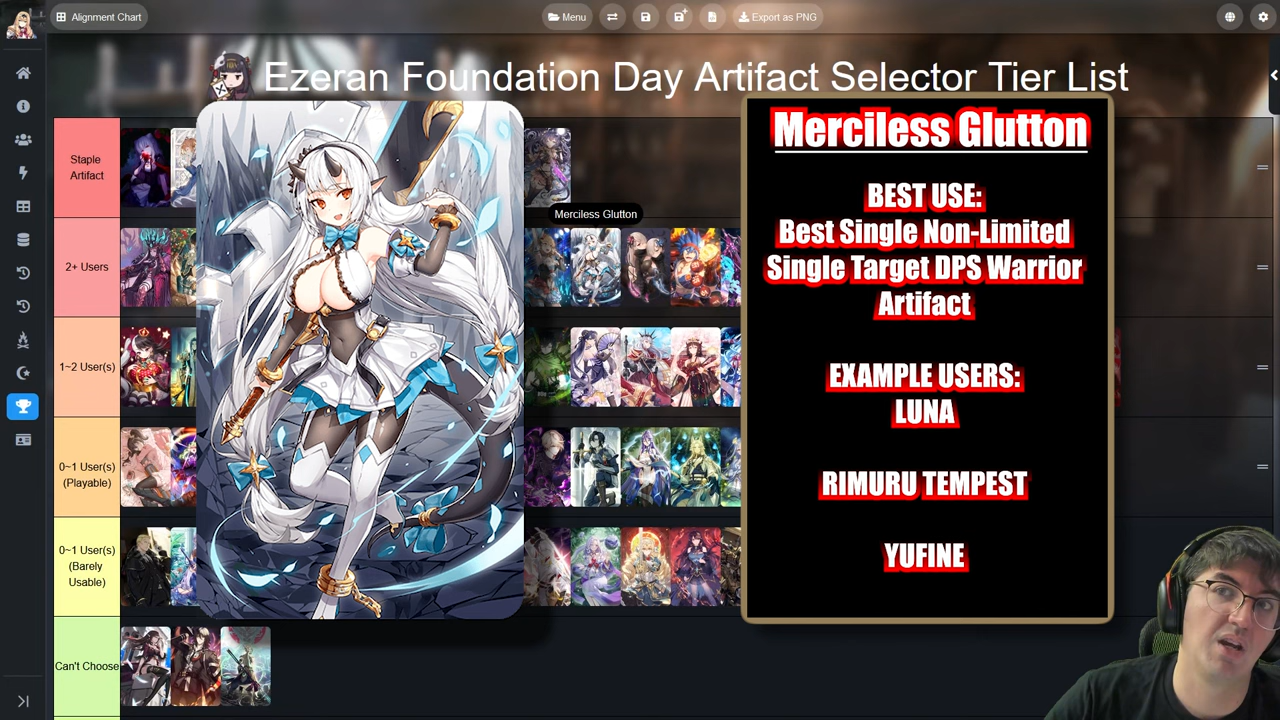 Alignment Chart
Menu
Export as PNG
Ezeran Foundation Day Artifact Selector Tier List
Staple
Artifact
2+ Users
1~2 User(s)
0~1 User(s)
(Playable)
0~1 User(s)
(Barely
Usable)
Can't Choose
Merciless Glutton
Merciless Glutton
BEST USE:
Best Single Non-Limited
Single Target DPS Warrior
Artifact
EXAMPLE USERS:
LUNA
RIMURU TEMPEST
YUFINE